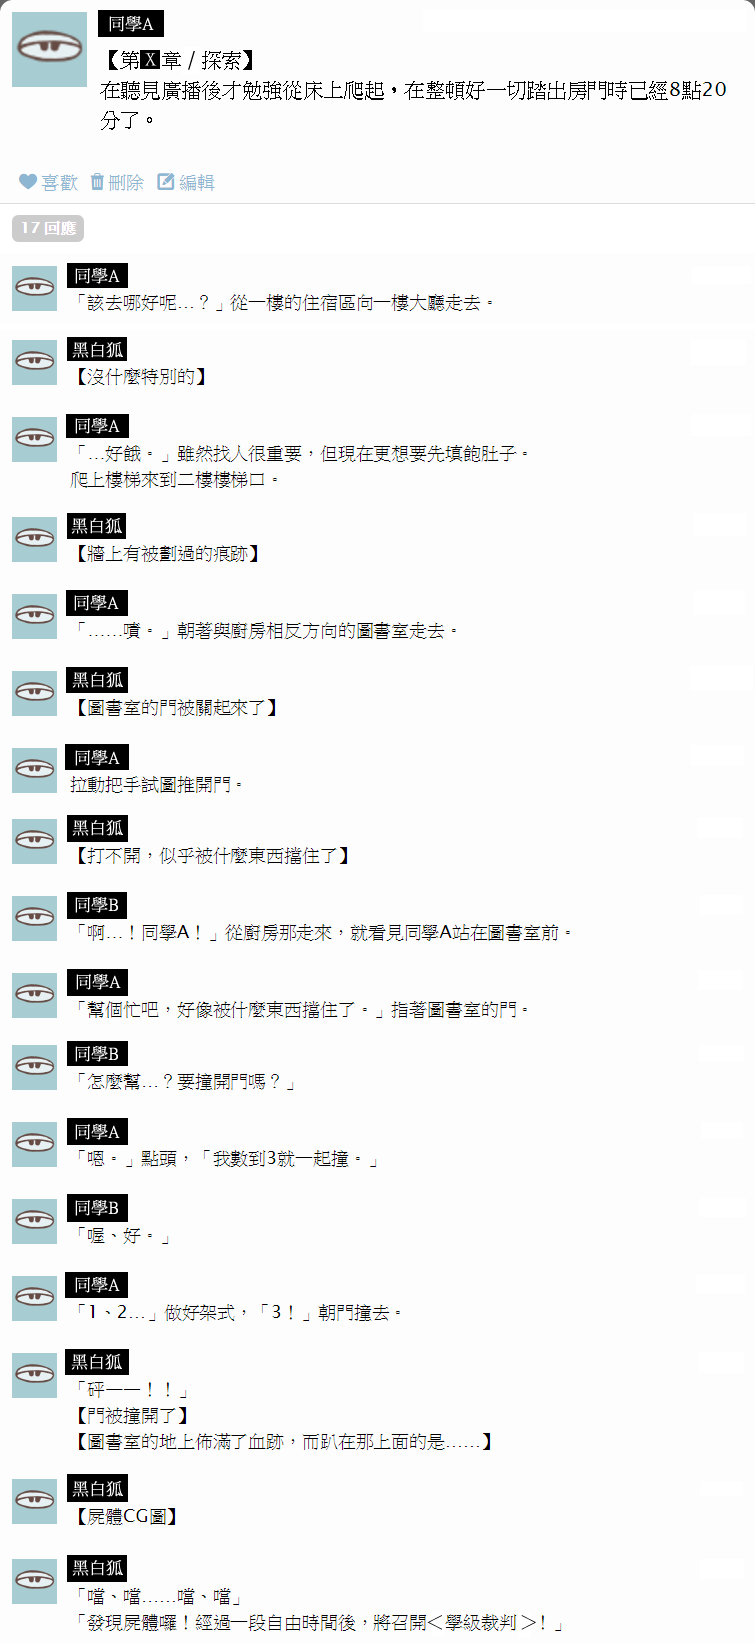 同學A
【第X章 / 探索】
在聽見廣播後才勉強從床上爬起，在整頓好一切踏出房門時已經8點20
分了。
喜歡 刪除 編輯
17 回應
同學A
「該去哪好呢…？」從一樓的住宿區向一樓大廳走去。
黑白狐
【沒什麼特別的】
同學A
「…好餓。」雖然找人很重要，但現在更想要先填飽肚子。
爬上樓梯來到二樓樓梯口。
黑白狐
【牆上有被劃過的痕跡】
同學A
「……嘖。」朝著與廚房相反方向的圖書室走去。
黑白狐
【圖書室的門被關起來了】
同學A
拉動把手試圖推開門。
黑白狐
【打不開，似乎被什麼東西擋住了】
同學B
「啊…！同學A！」從廚房那走來，就看見同學A站在圖書室前。
同學A
「幫個忙吧，好像被什麼東西擋住了。」指著圖書室的門。
同學B
「怎麼幫…？要撞開門嗎？」
同學A
「嗯。」點頭，「我數到3就一起撞。」
同學B
「喔、好。」
同學A
「1、2…」做好架式，「3！」朝門撞去。
黑白狐
「砰——！！」
【門被撞開了】
【圖書室的地上佈滿了血跡，而趴在那上面的是……】
黑白狐
【屍體CG圖】
黑白狐
「噹、噹……噹、噹」
「發現屍體囉！經過一段自由時間後，將召開＜學級裁判＞！」